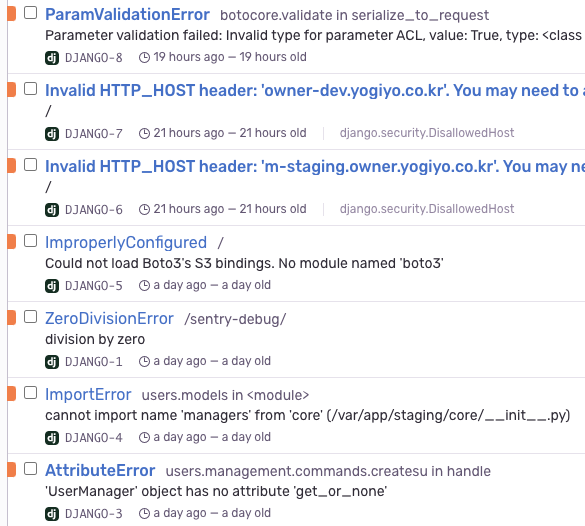 ParamValidationError botocore.validate in serialize_to_request
Parameter validation failed: Invalid type for parameter ACL, value: True, type: <class
dj DJANGO-8 19 hours ago — 19 hours old
Invalid HTTP_HOST header: 'owner-dev.yogiyo.co.kr'. You may need to
/
dj DJANGO-7 21 hours ago — 21 hours old django.security.DisallowedHost
Invalid HTTP_HOST header: 'm-staging.owner.yogiyo.co.kr'. You may ne
/
dj DJANGO-6 21 hours ago — 21 hours old django.security.DisallowedHost
ImproperlyConfigured /
Could not load Boto3's S3 bindings. No module named 'boto3'
dj DJANGO-5 a day ago — a day old
ZeroDivisionError /sentry-debug/
division by zero
dj DJANGO-1 a day ago — a day old
ImportError users.models in <module>
cannot import name 'managers' from 'core' (/var/app/staging/core/__init__.py)
dj DJANGO-4 a day ago — a day old
AttributeError users.management.commands.createsu in handle
'UserManager' object has no attribute 'get_or_none'
dj DJANGO-3 a day ago — a day old